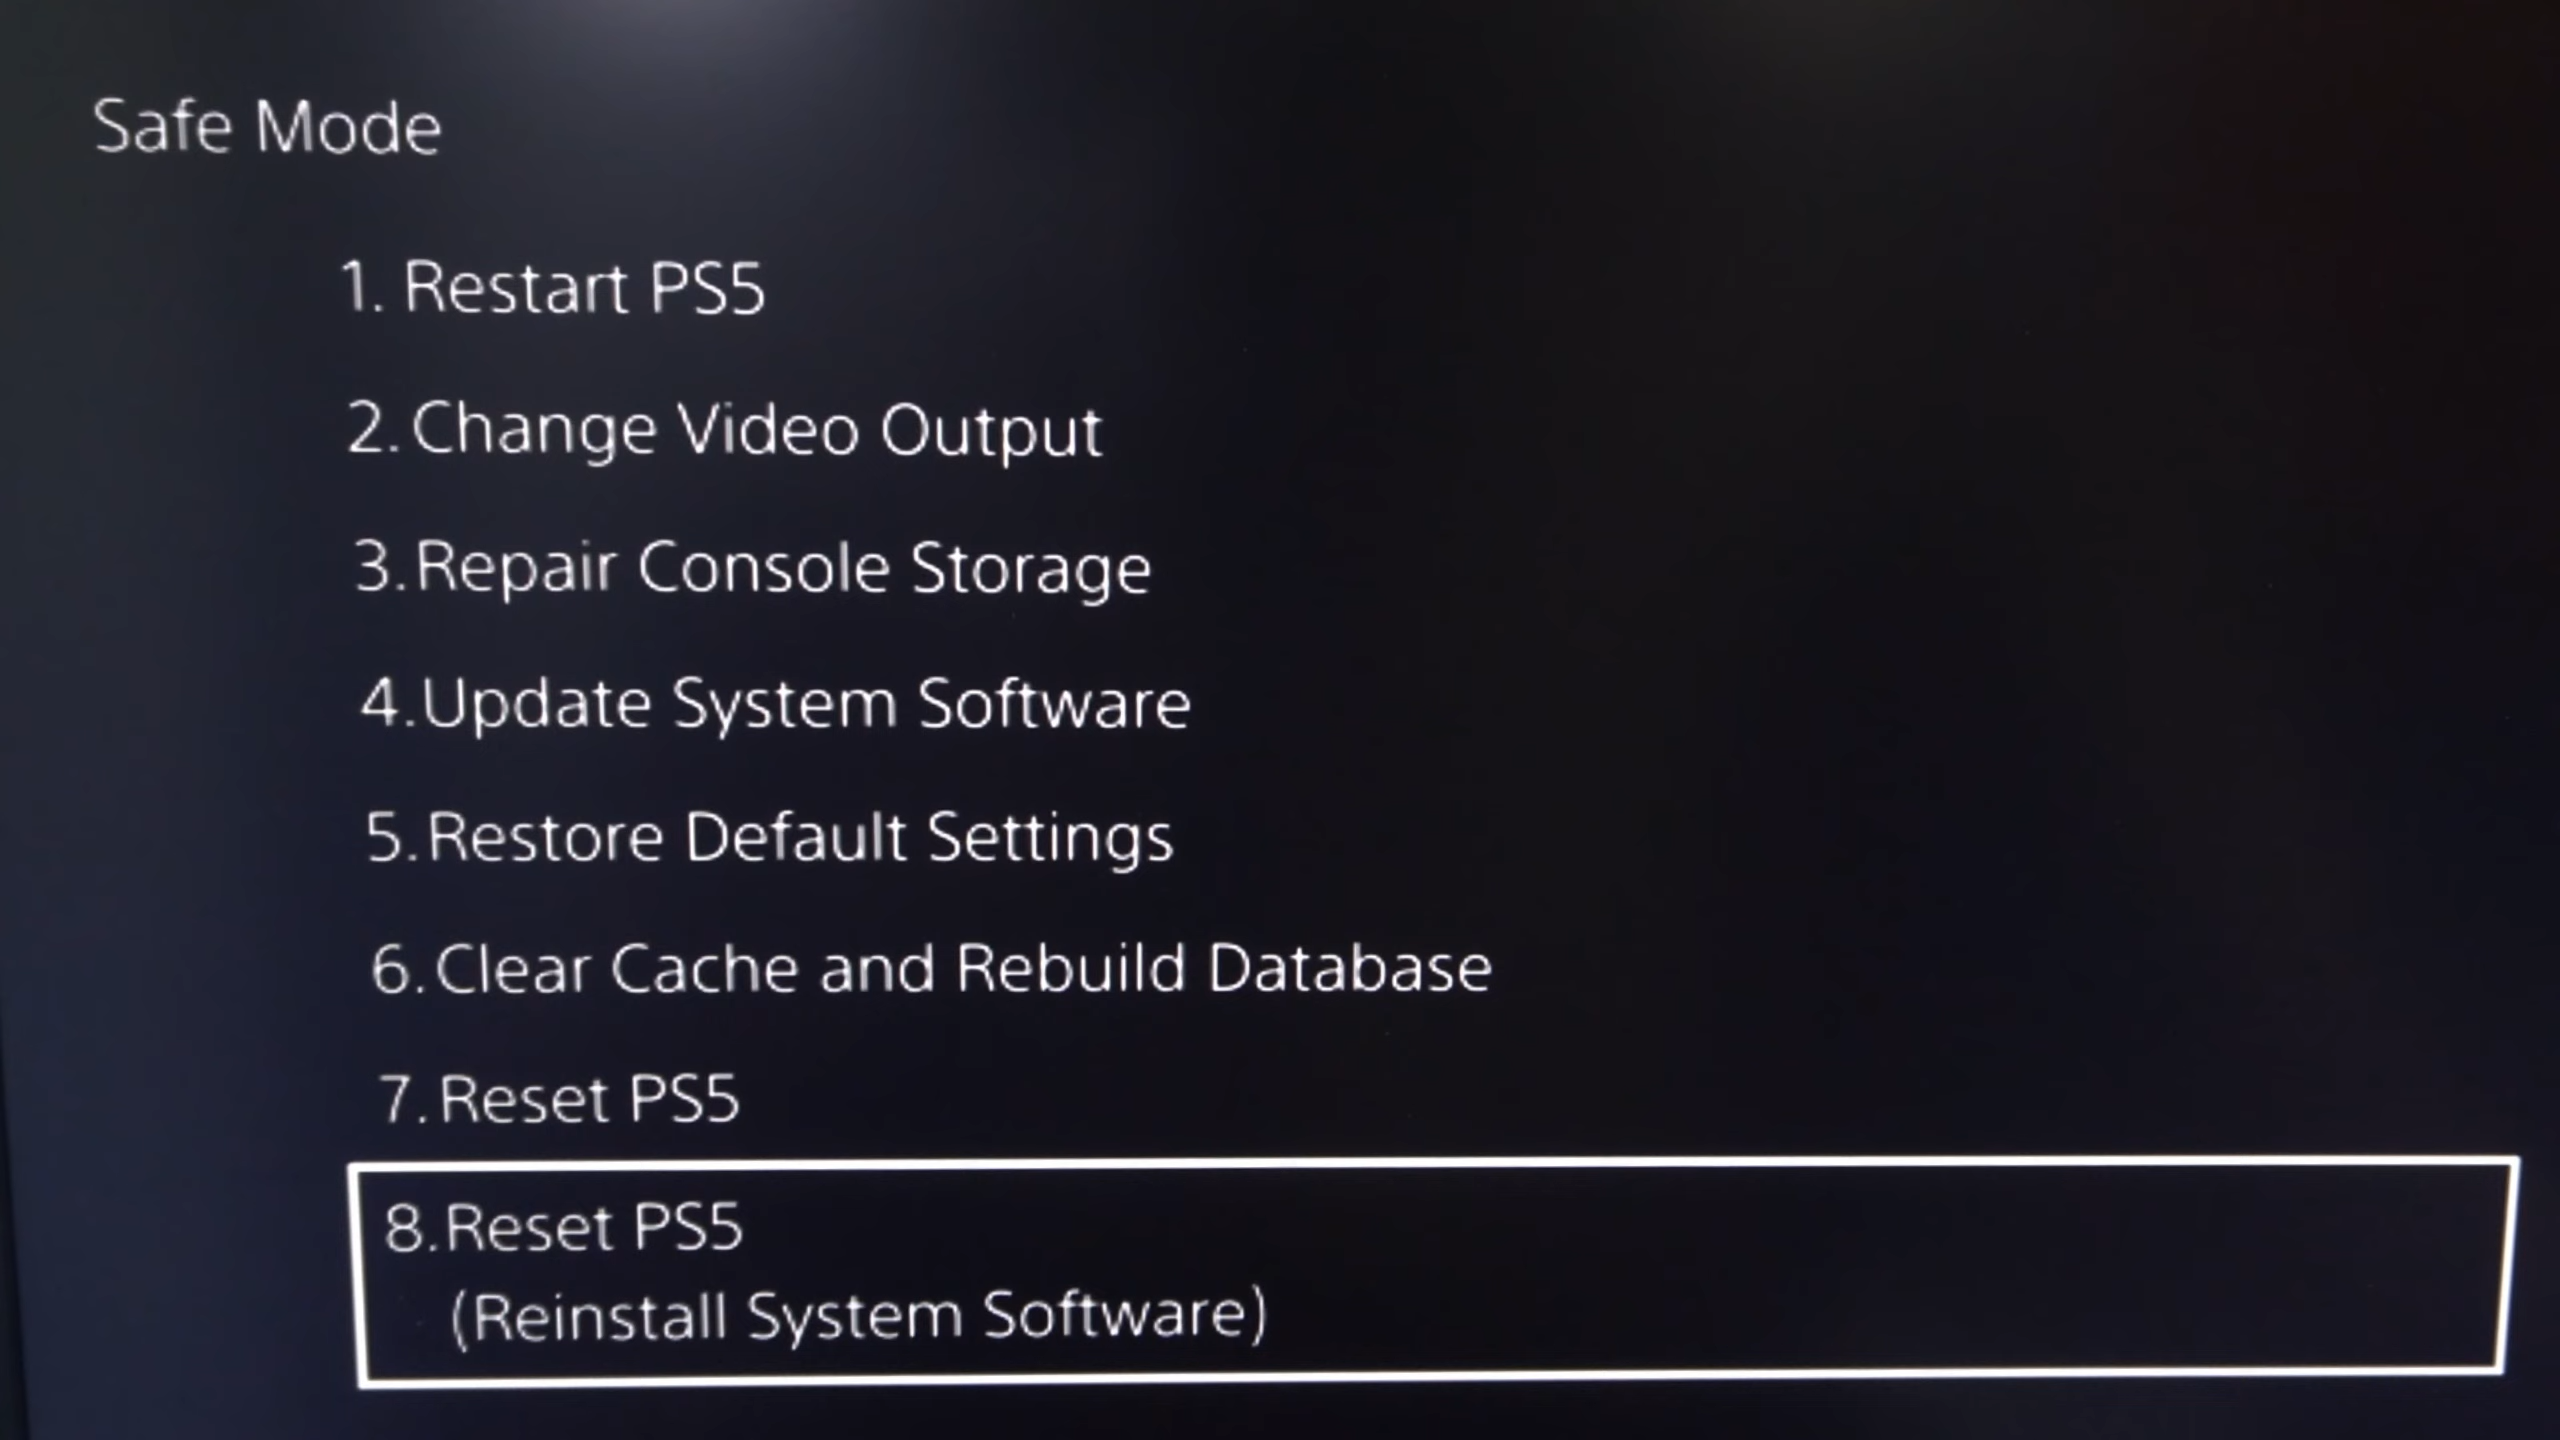 Safe Mode
1. Restart PS5
2. Change Video Output
3. Repair Console Storage
4. Update System Software
5. Restore Default Settings
6. Clear Cache and Rebuild Database
7. Reset PS5
8. Reset PS5
(Reinstall System Software)